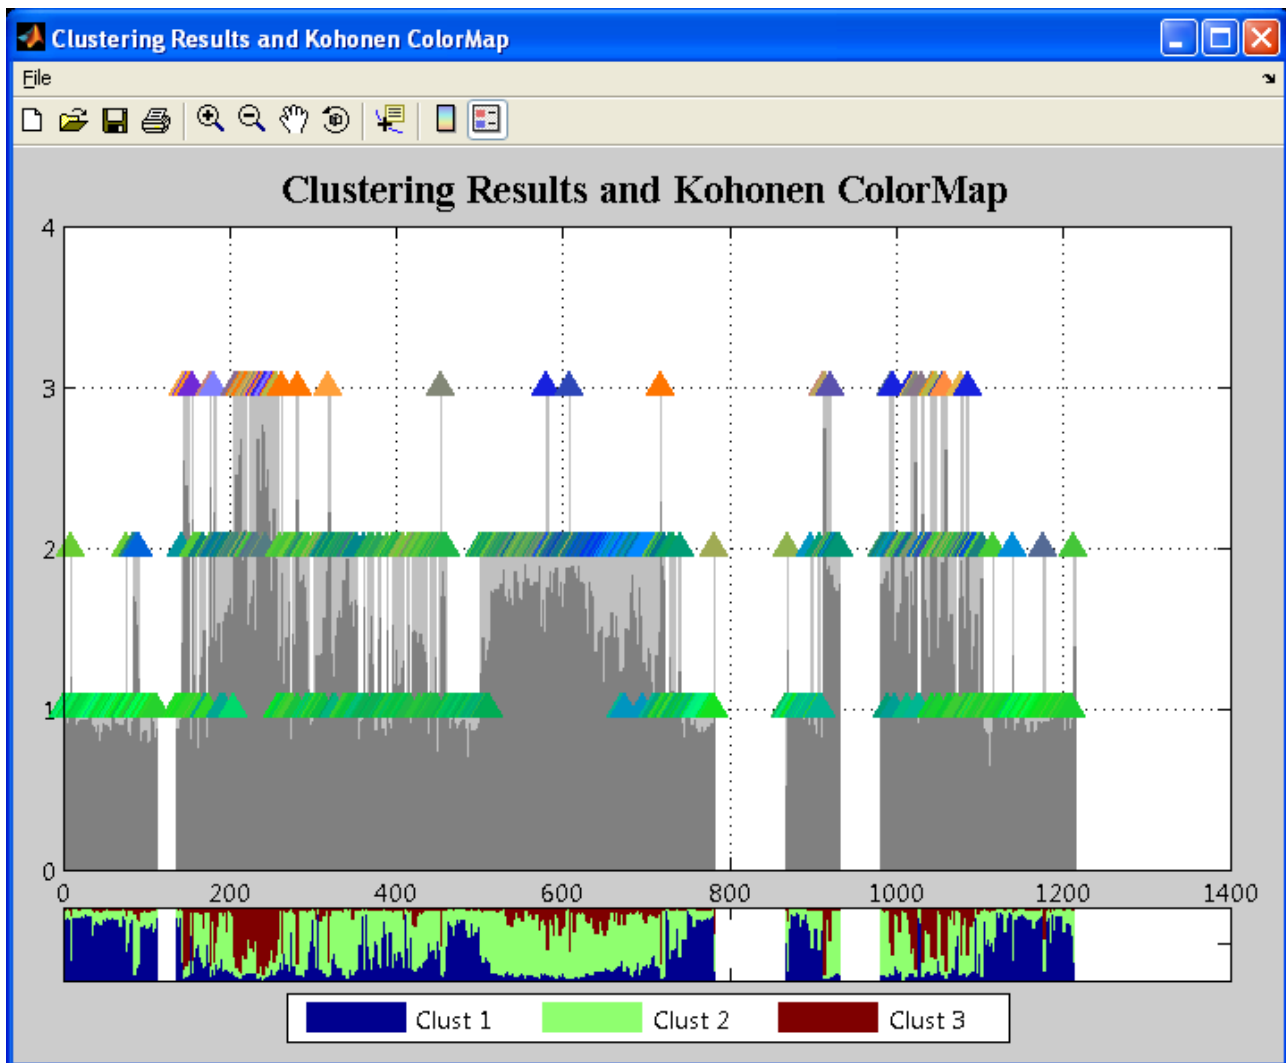 Clustering Results and Kohonen ColorMap
File
Clustering Results and Kohonen ColorMap
4
3
2
1
0
0 200 400 600 800 1000 1200 1400
Clust 1 Clust 2 Clust 3